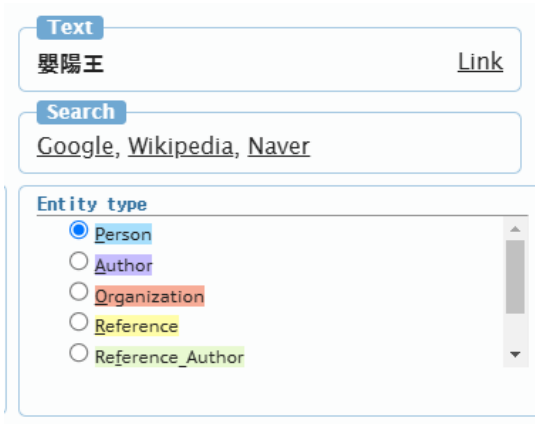 Text
嬰陽王 Link
Search
Google, Wikipedia, Naver
Entity type
Person
Author
Organization
Reference
Reference_Author